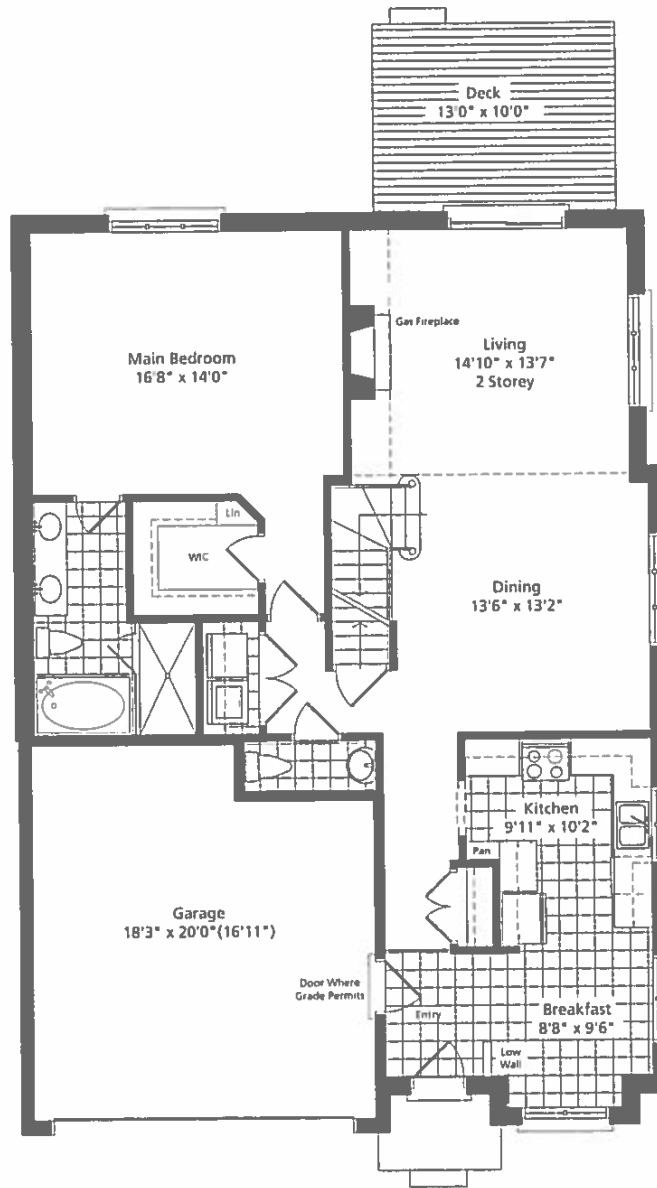 Deck
13'0" x 10'0"
Main Bedroom
16'8" x 14'0"
Gas Fireplace
Living
14'10" x 13'7"
2 Storey
Lin
WIC
Dining
13'6" x 13'2"
Kitchen
9'11" x 10'2"
Pan
Garage
18'3" x 20'0"(16'11")
Door Where
Grade Permits
Entry
Breakfast
8'8" x 9'6"
Low
Wall